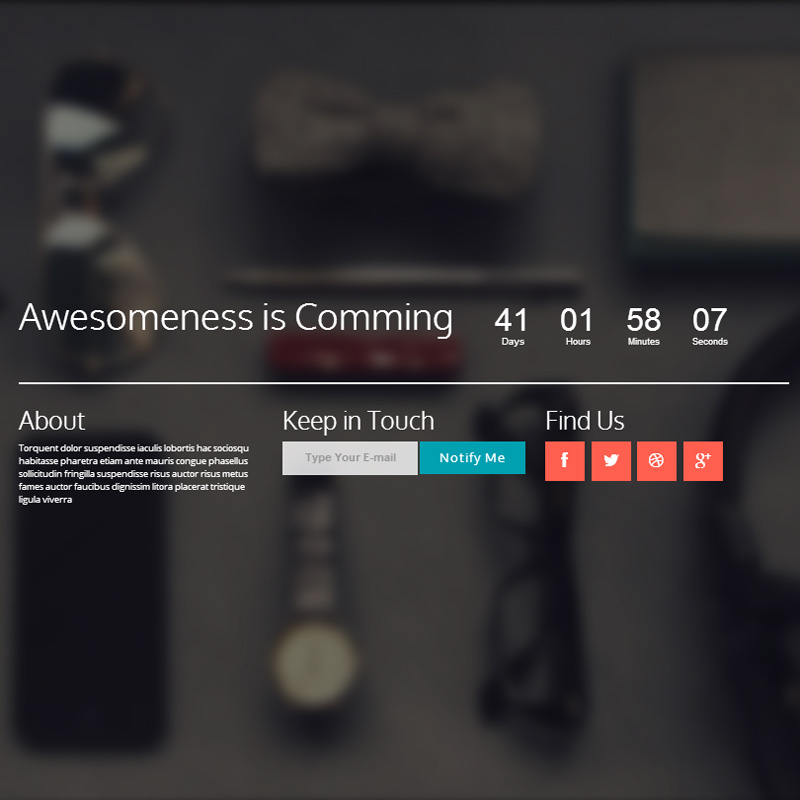 Awesomeness is Comming
41 01 58 07
Days Hours Minutes Seconds
About
Torquent dolor suspendisse iaculis lobortis hac sociosqu
habitasse pharetra etiam ante mauris congue phasellus
sollicitudin fringilla suspendisse risus auctor risus metus
fames auctor faucibus dignissim litora placerat tristique
ligula viverra
Keep in Touch
Type Your E-mail
Notify Me
Find Us
f
g+